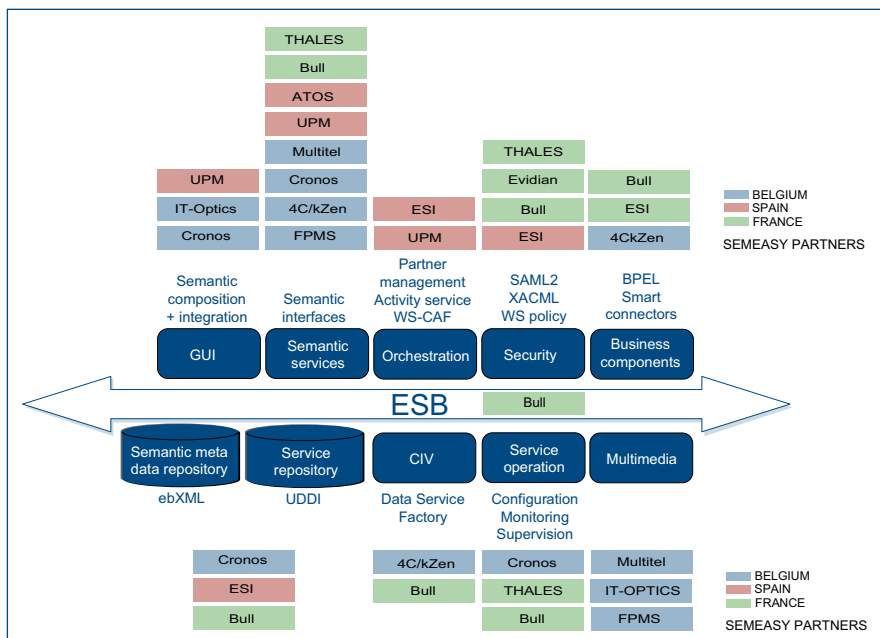 THALES
Bull
ATOS
UPM
Multitel
THALES
UPM
Cronos
Evidian
Bull
IT-Optics
4C/kZen
ESI
Bull
ESI
Cronos
FPMS
UPM
ESI
4CkZen
BELGIUM
SPAIN
FRANCE
SEMEASY PARTNERS
Semantic
composition
+ integration
Semantic
interfaces
Partner
management
Activity service
WS-CAF
SAML2
XACML
WS policy
BPEL
Smart
connectors
GUI
Semantic
services
Orchestration
Security
Business
components
ESB
Bull
Semantic meta
data repository
Service
repository
CIV
Service
operation
Multimedia
ebXML
UDDI
Data Service
Factory
Configuration
Monitoring
Supervision
Cronos
ESI
Bull
4C/kZen
Bull
Cronos
THALES
Bull
Multitel
IT-OPTICS
FPMS
BELGIUM
SPAIN
FRANCE
SEMEASY PARTNERS